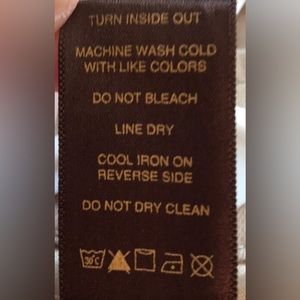 TURN INSIDE OUT
MACHINE WASH COLD
WITH LIKE COLORS
DO NOT BLEACH
LINE DRY
COOL IRON ON
REVERSE SIDE
DO NOT DRY CLEAN
30°C